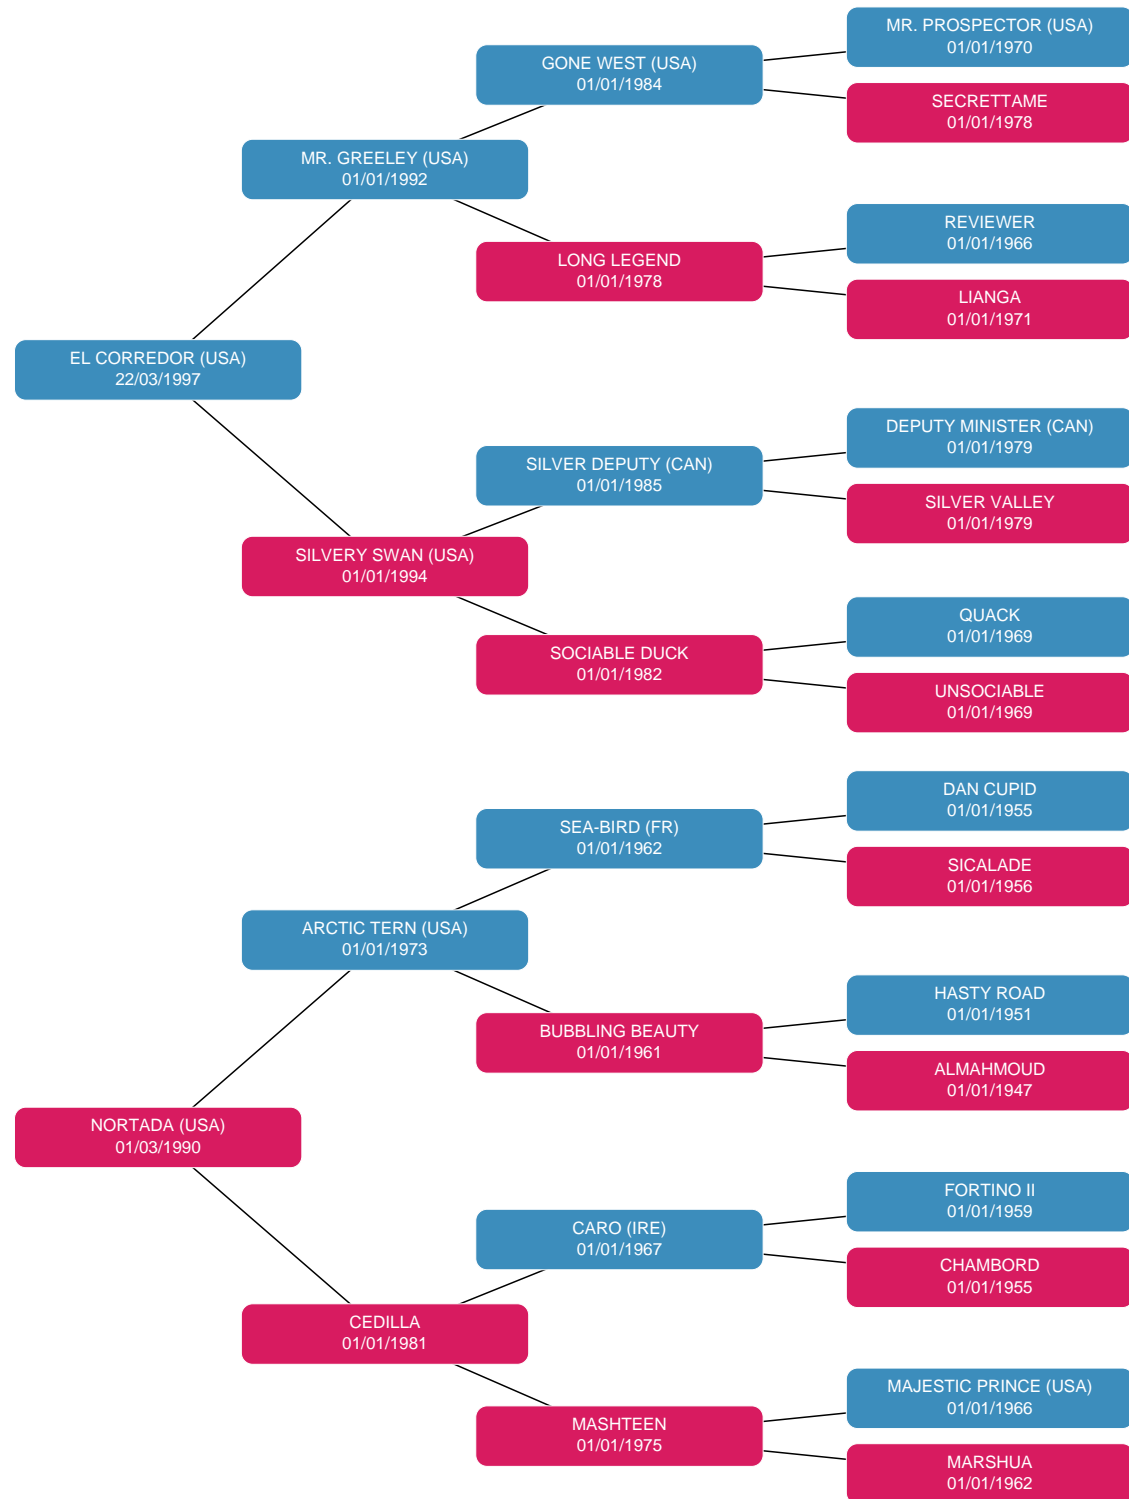 MR. PROSPECTOR (USA)
01/01/1970
GONE WEST (USA)
01/01/1984
SECRETTAME
01/01/1978
MR. GREELEY (USA)
01/01/1992
REVIEWER
01/01/1966
LONG LEGEND
01/01/1978
LIANGA
01/01/1971
EL CORREDOR (USA)
22/03/1997
DEPUTY MINISTER (CAN)
01/01/1979
SILVER DEPUTY (CAN)
01/01/1985
SILVER VALLEY
01/01/1979
SILVERY SWAN (USA)
01/01/1994
QUACK
01/01/1969
SOCIABLE DUCK
01/01/1982
UNSOCIABLE
01/01/1969
DAN CUPID
01/01/1955
SEA-BIRD (FR)
01/01/1962
SICALADE
01/01/1956
ARCTIC TERN (USA)
01/01/1973
HASTY ROAD
01/01/1951
BUBBLING BEAUTY
01/01/1961
ALMAHMOUD
01/01/1947
NORTADA (USA)
01/03/1990
FORTINO II
01/01/1959
CARO (IRE)
01/01/1967
CHAMBORD
01/01/1955
CEDILLA
01/01/1981
MAJESTIC PRINCE (USA)
01/01/1966
MASHTEEN
01/01/1975
MARSHUA
01/01/1962